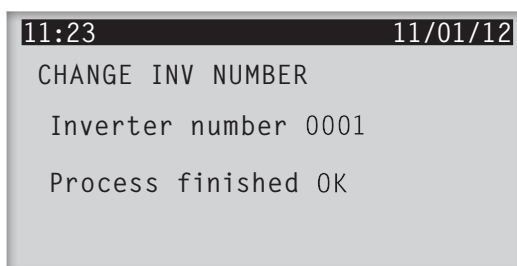 11:23 11/01/12
CHANGE INV NUMBER
Inverter number 0001
Process finished OK